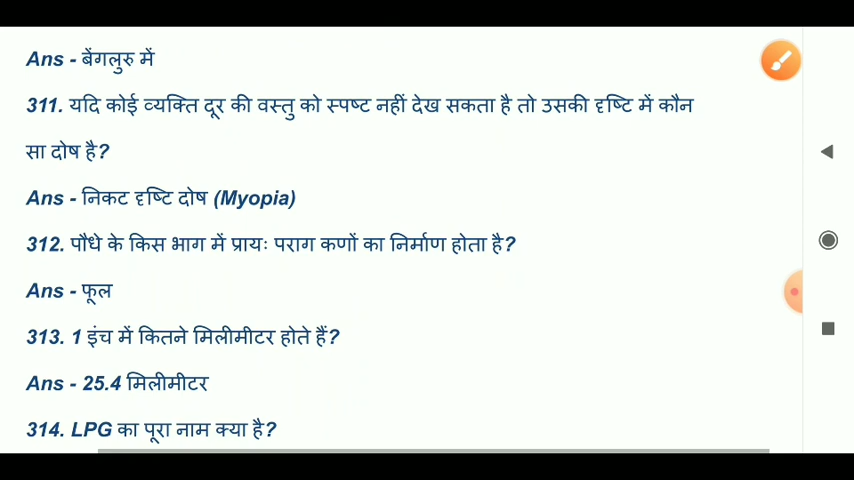 Ans - बेंगलुरु में
311. यदि कोई व्यक्ति दूर की वस्तु को स्पष्ट नहीं देख सकता है तो उसकी दृष्टि में कौन
सा दोष है?
Ans - निकट दृष्टि दोष (Myopia)
312. पौधे के किस भाग में प्रायः पराग कणों का निर्माण होता है?
Ans - फूल
313. 1 इंच में कितने मिलीमीटर होते हैं?
Ans - 25.4 मिलीमीटर
314. LPG का पूरा नाम क्या है?